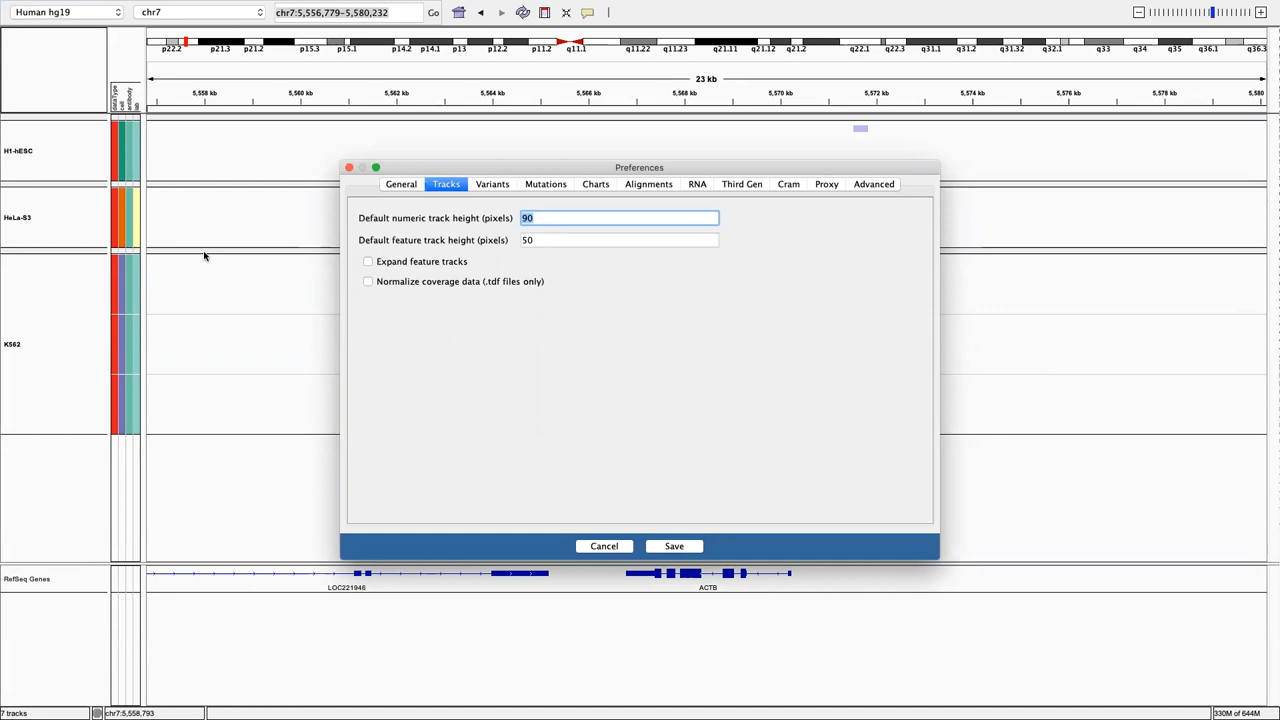 Human hg19 chr7 chr7:5,556,779-5,580,232 Go
p22.2 p21.3 p21.2 p15.3 p15.1 p14.2 p14.1 p13 p12.2 p11.2 q11.1 q11.22 q11.23 q21.11 q21.12 q21.2 q22.1 q22.3 q31.1 q31.2 q31.32 q32.1 q33 q34 q35 q36.1 q36.3
23 kb
dataType
cell
antibody
lab
5,558 kb 5,560 kb 5,562 kb 5,564 kb 5,566 kb 5,568 kb 5,570 kb 5,572 kb 5,574 kb 5,576 kb 5,578 kb 5,580
H1-hESC
HeLa-S3
K562
Preferences
General Tracks Variants Mutations Charts Alignments RNA Third Gen Cram Proxy Advanced
Default numeric track height (pixels) 90
Default feature track height (pixels) 50
Expand feature tracks
Normalize coverage data (.tdf files only)
Cancel Save
RefSeq Genes
LOC221946 ACTB
7 tracks chr7:5,558,793 330M of 644M